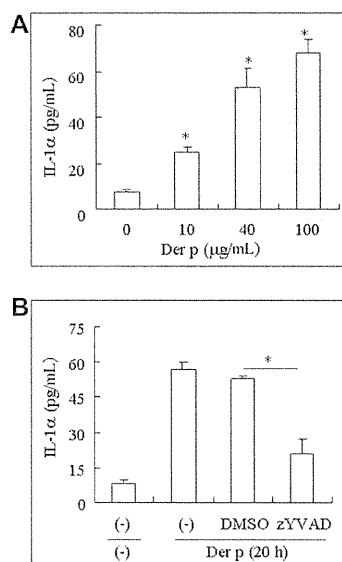 A
IL-1α (pg/mL)
80
60
40
20
0
*
*
*
0 10 40 100
Der p (μg/mL)
B
IL-1α (pg/mL)
75
60
45
30
15
0
*
(-) (-) DMSO zYVAD
(-) Der p (20 h)